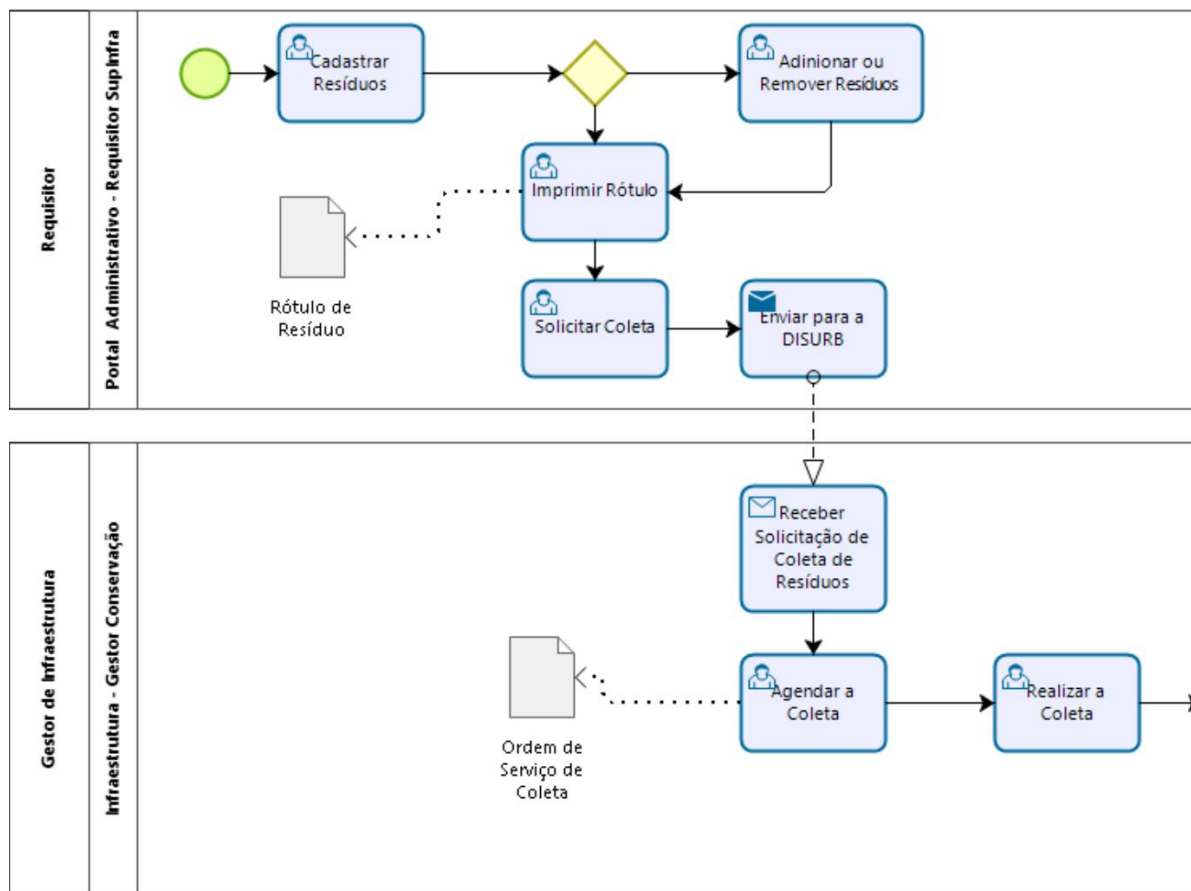 Requisitor
Portal Administrativo - Requisitor SupInfra
Cadastrar
Resíduos
Adinionar ou
Remover Resíduos
Imprimir Rótulo
Rótulo de
Resíduo
Solicitar Coleta
Enviar para a
DISURB
Gestor de Infraestrutura
Infraestrutura - Gestor Conservação
Receber
Solicitação de
Coleta de
Resíduos
Agendar a
Coleta
Realizar a
Coleta
Ordem de
Serviço de
Coleta